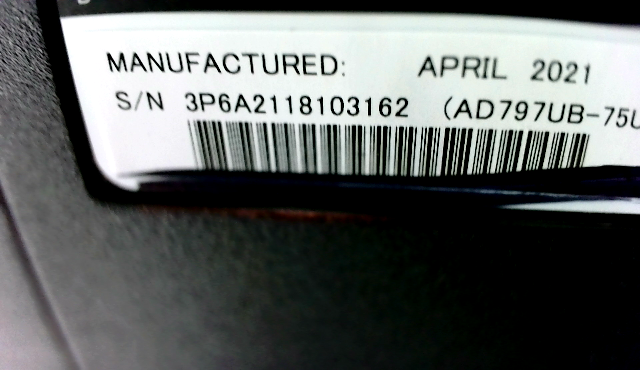 MANUFACTURED: APRIL 2021
S/N 3P6A2118103162 (AD797UB-75U